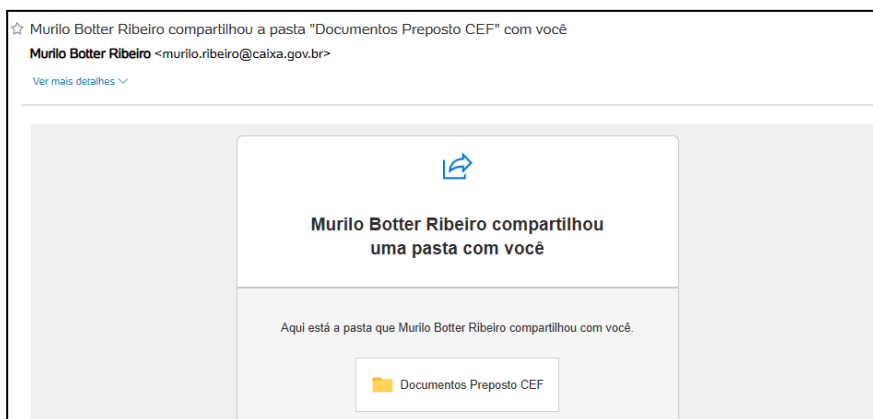 Murilo Botter Ribeiro compartilhou a pasta "Documentos Preposto CEF" com você
Murilo Botter Ribeiro <murilo.ribeiro@caixa.gov.br>
Ver mais detalhes
Murilo Botter Ribeiro compartilhou
uma pasta com você
Aqui está a pasta que Murilo Botter Ribeiro compartilhou com você.
Documentos Preposto CEF